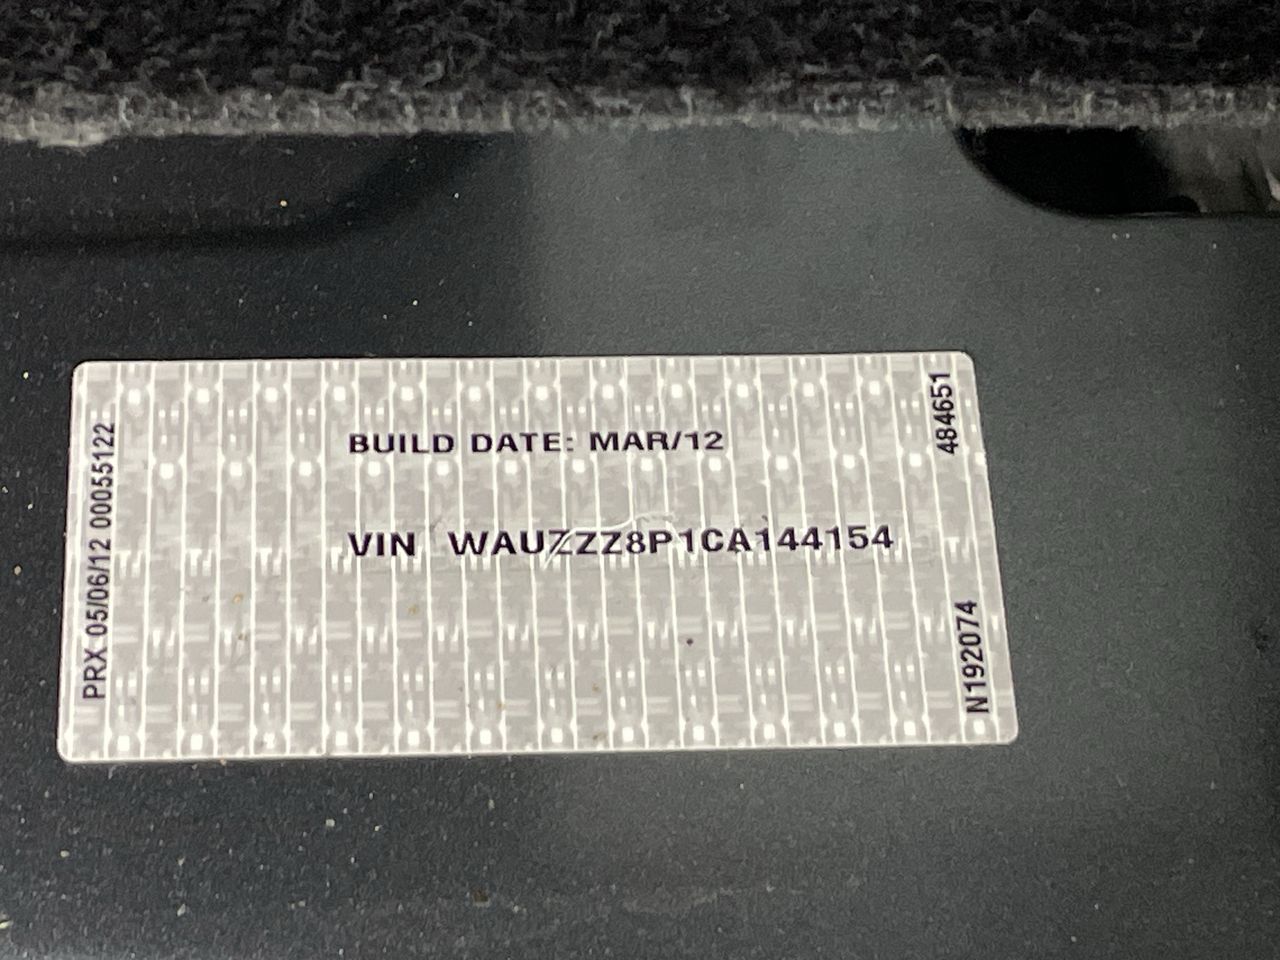 BUILD DATE: MAR/12
VIN WAUZZZ8P1CA144154
PRX 05/06/12 00055122
484651
N192074